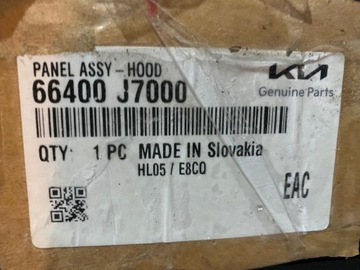 PANEL ASSY-HOOD
KIA
66400 J7000
Genuine Parts
QTY: 1 PC MADE IN Slovakia
HL05 / E8CQ
EAC